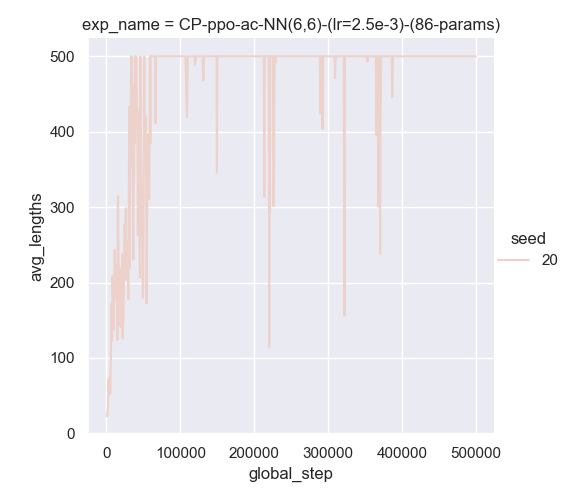 exp_name = CP-ppo-ac-NN(6,6)-(lr=2.5e-3)-(86-params)
500
400
300
200
100
0
avg_lengths
0 100000 200000 300000 400000 500000
global_step
seed
20